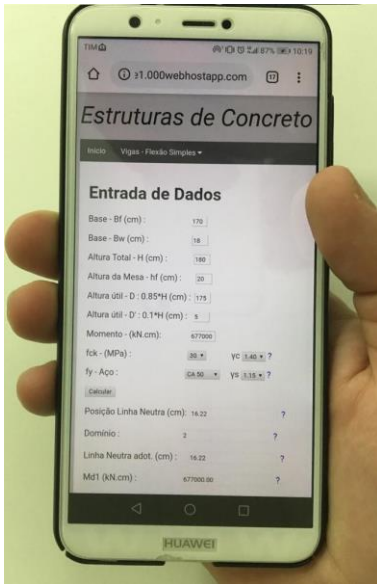 TIM
87% 10:19
31.000webhostapp.com 17
Estruturas de Concreto
Início Vigas - Flexão Simples
Entrada de Dados
Base - Bf (cm) : 170
Base - Bw (cm) : 18
Altura Total - H (cm) : 180
Altura da Mesa - hf (cm) : 20
Altura útil - D : 0.85*H (cm) : 175
Altura útil - D' : 0.1*H (cm) : 5
Momento - (kN.cm): 677000
fck - (MPa) : 30 γc 1.40 ?
fy - Aço : CA 50 γs 1.15 ?
Calcular
Posição Linha Neutra (cm): 16.22 ?
Domínio : 2 ?
Linha Neutra adot. (cm) : 16.22 ?
Md1 (kN.cm) : 677000.00 ?
HUAWEI